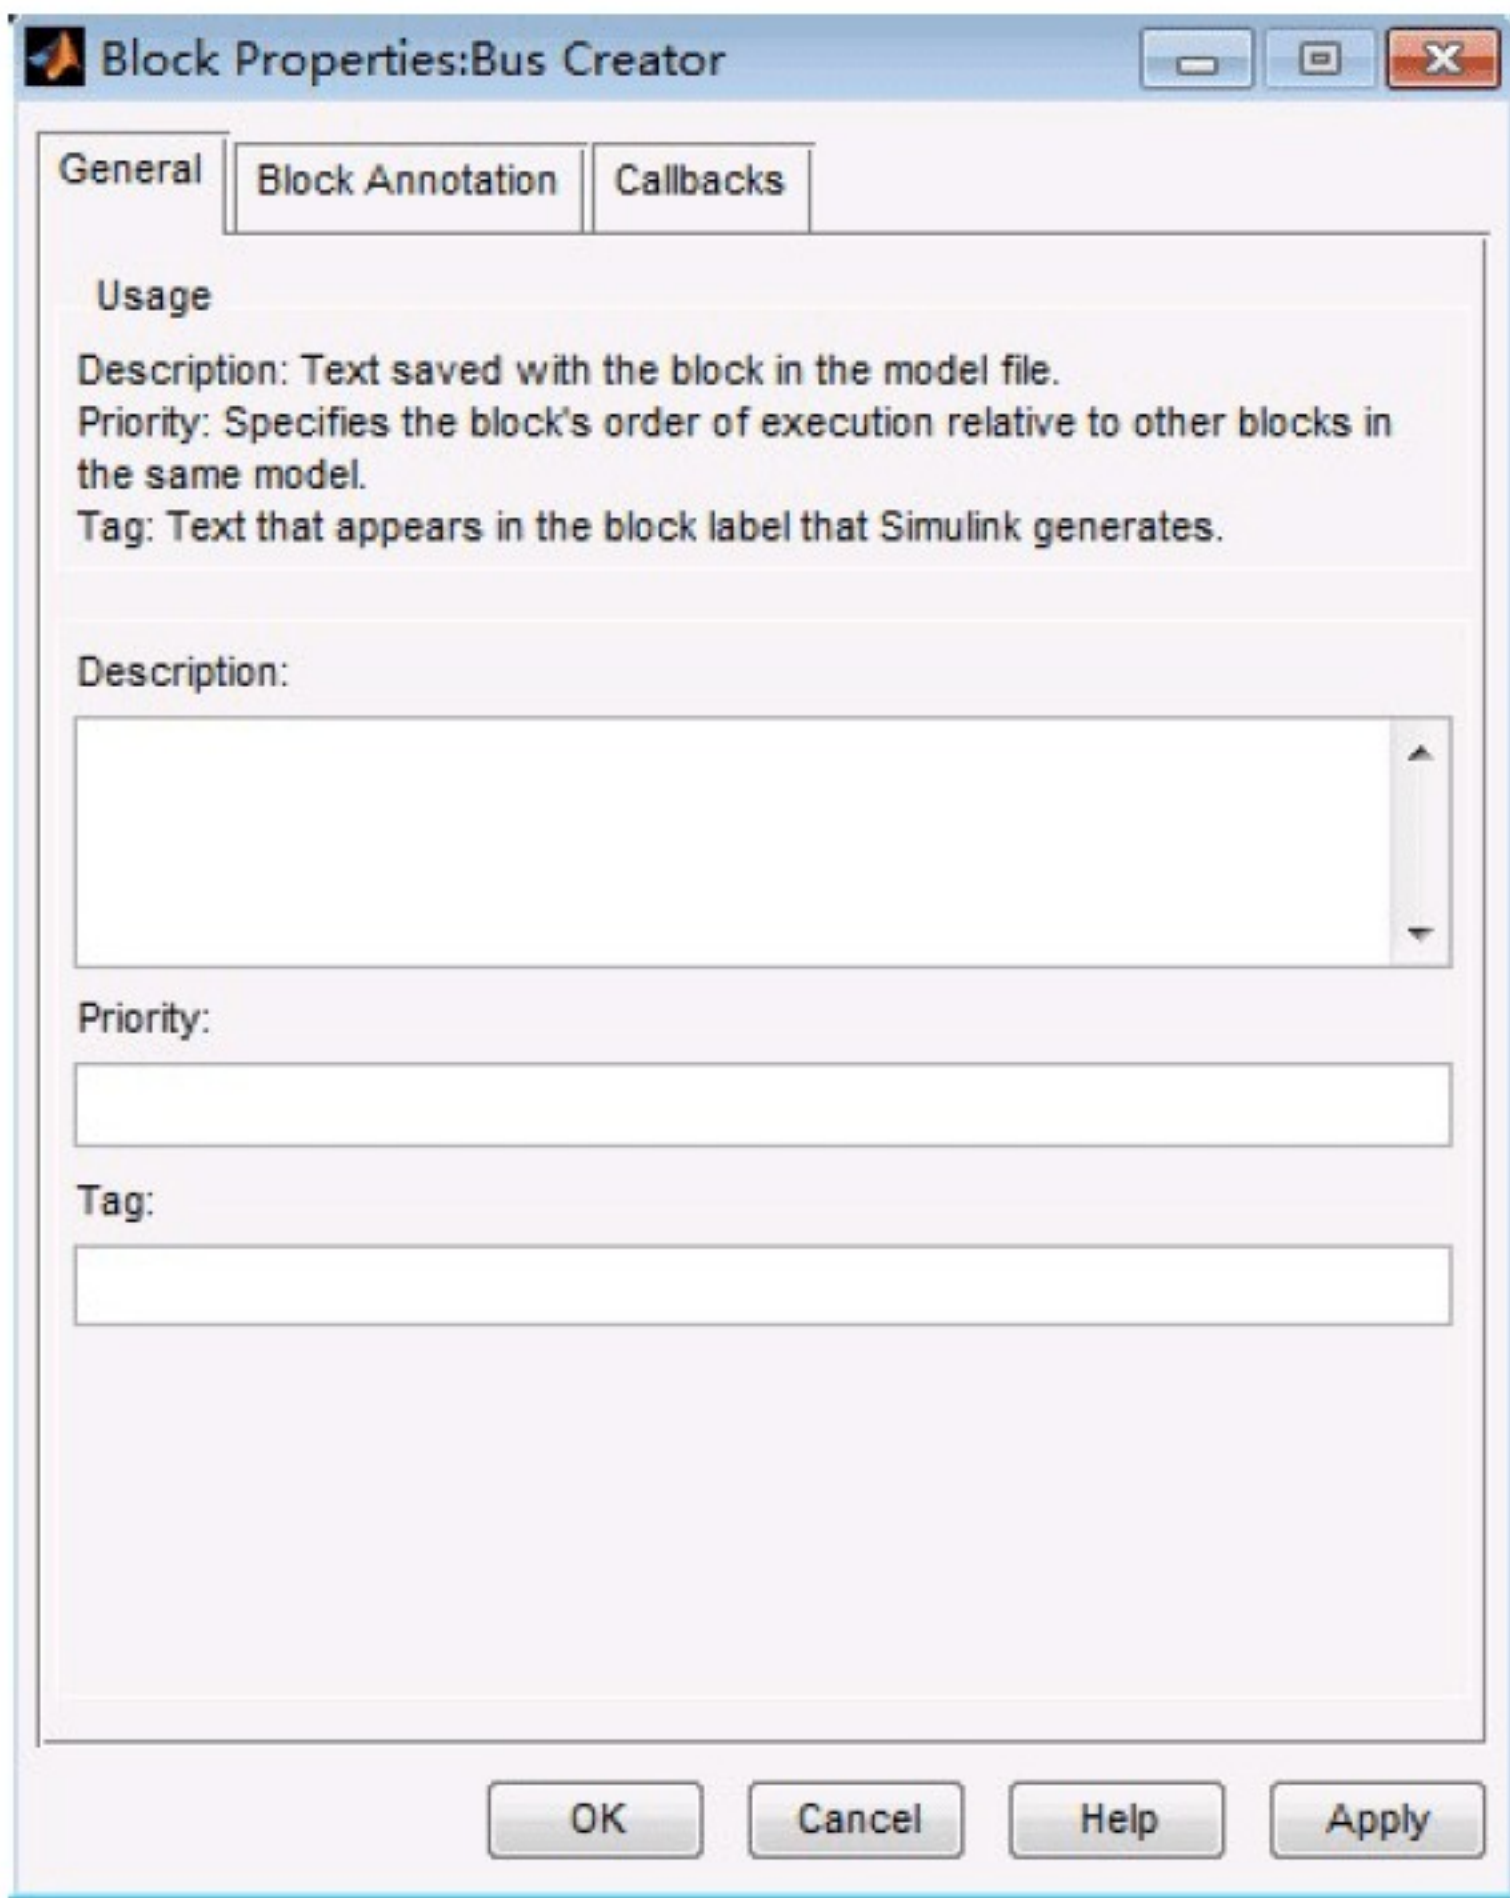 Block Properties:Bus Creator
General
Block Annotation
Callbacks
Usage
Description: Text saved with the block in the model file.
Priority: Specifies the block's order of execution relative to other blocks in
the same model.
Tag: Text that appears in the block label that Simulink generates.
Description:
Priority:
Tag:
OK
Cancel
Help
Apply